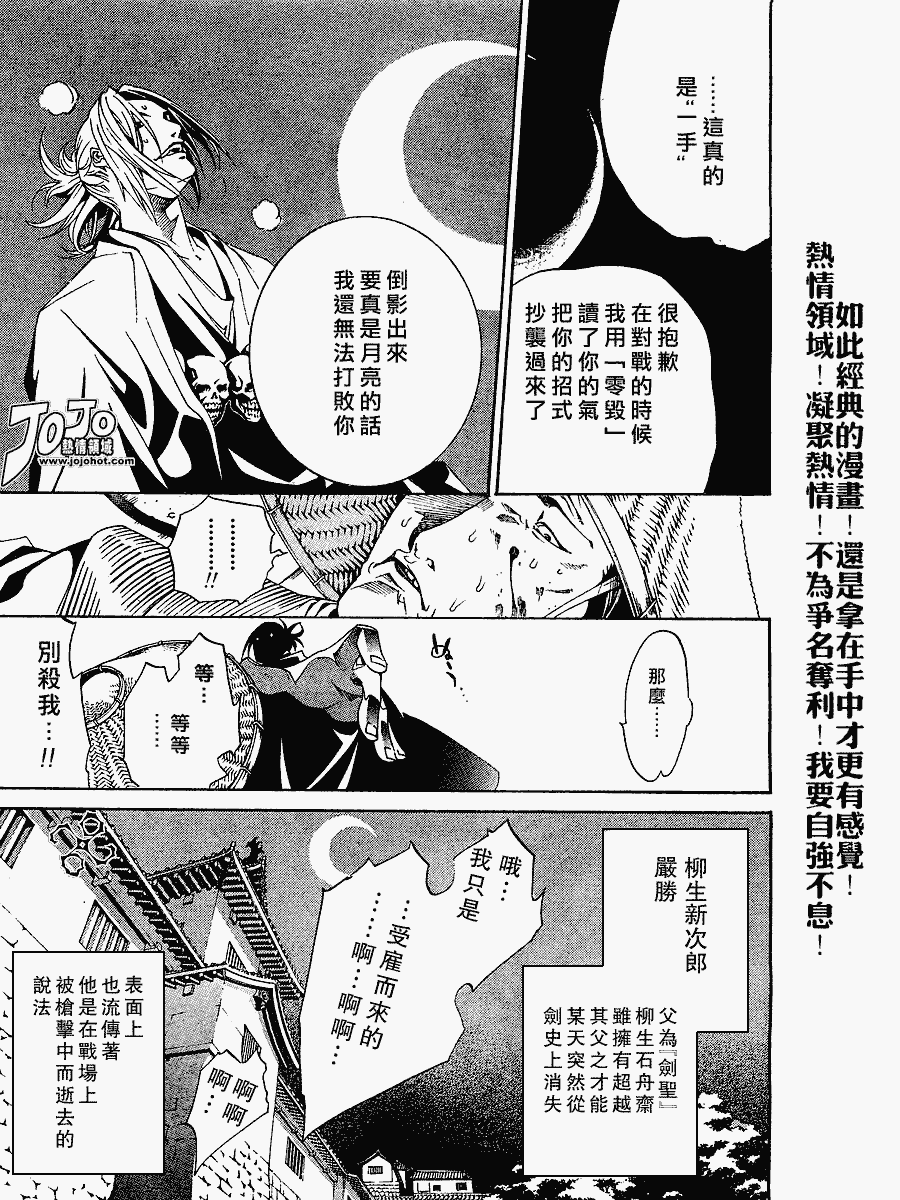 ……這真的
是“一手“
很抱歉
在對戰的時候
我用「零毀」
讀了你的氣
把你的招式
抄襲過來了
倒影出來
要真是月亮的話
我還無法打敗你
JOJO
熱情領域
www.jojohot.com
……
…!!
那麼……
等…
等等
……
別殺我…!!
柳生新次郎
嚴勝
父為『劍聖』
柳生石舟齋
雖擁有超越
其父之才能
某天突然從
劍史上消失
哦…
我只是
……受雇而來的
……啊…啊啊…
啊啊
啊…
表面上
也流傳著
他是在戰場上
被槍擊中而逝去的
說法
如此經典的漫畫！還是拿在手中才更有感覺！
熱情領域！凝聚熱情！不為爭名奪利！我要自強不息！